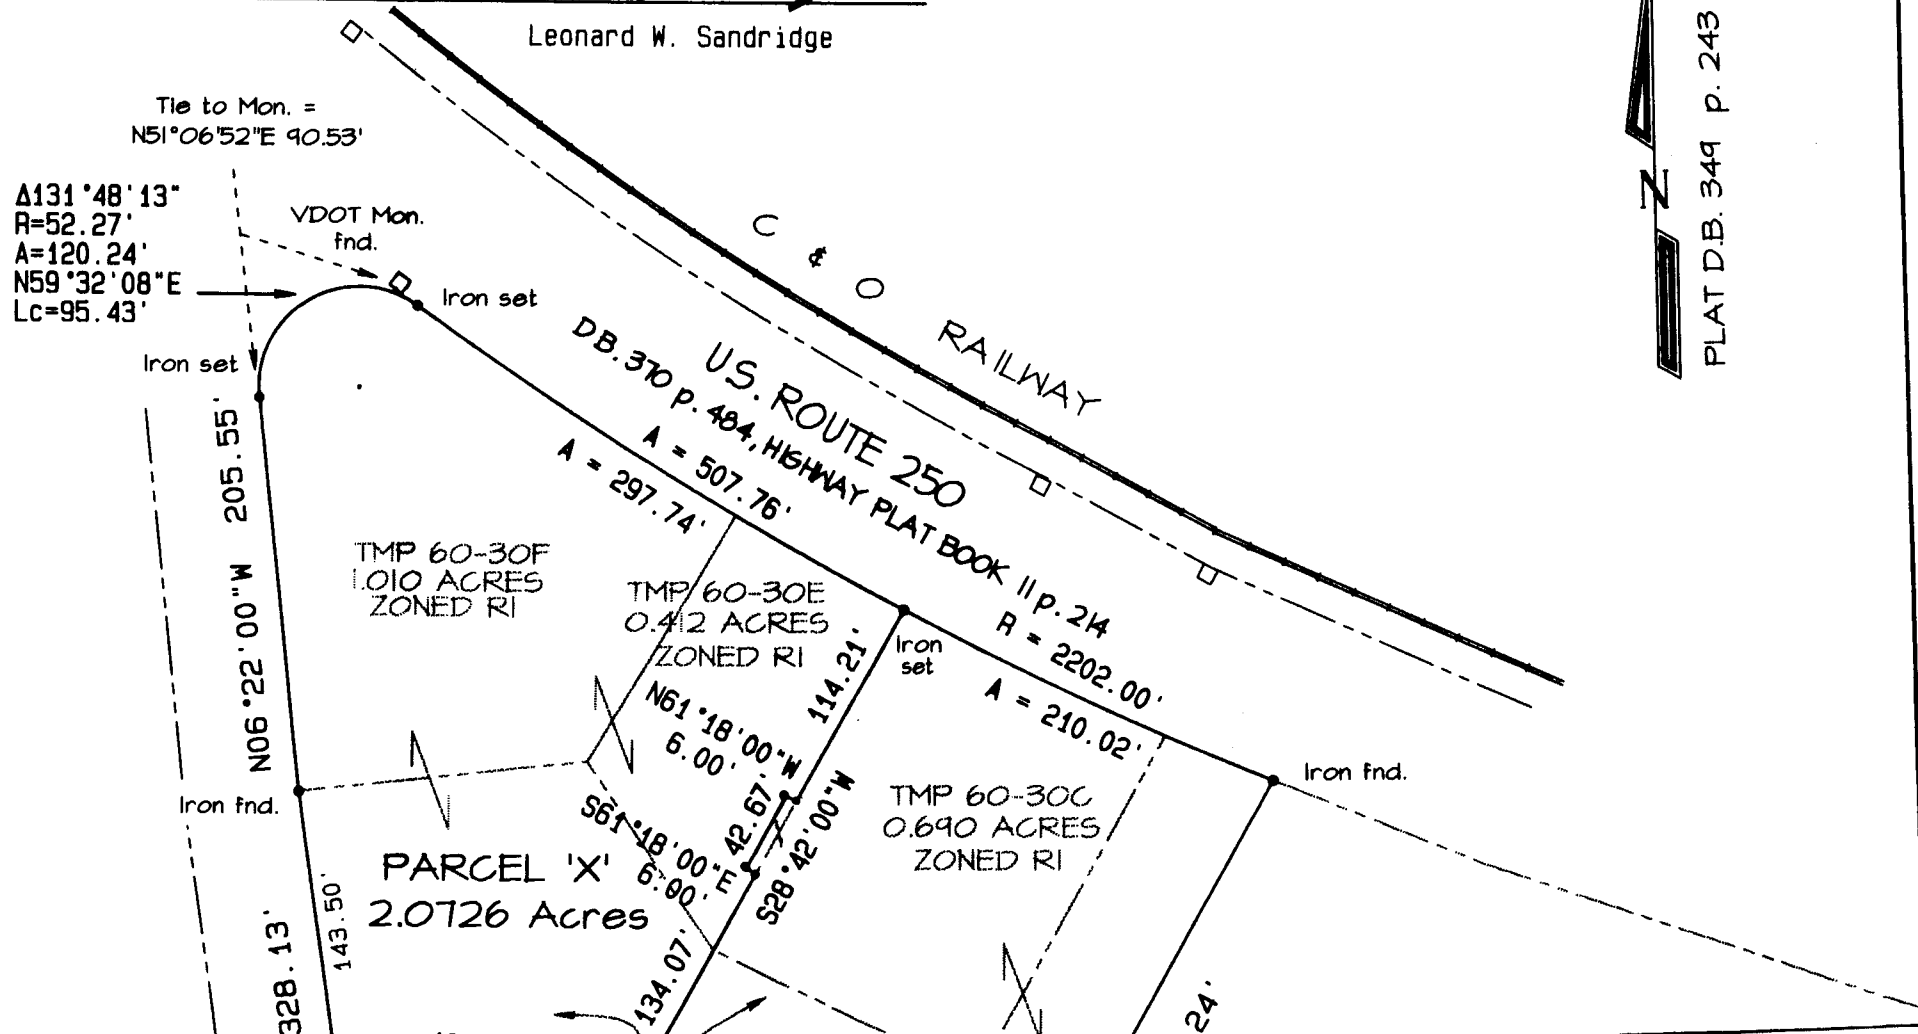 Leonard W. Sandridge
Tie to Mon. =
N51°06'52"E 90.53'
Δ131°48'13"
R=52.27'
A=120.24'
N59°32'08"E
Lc=95.43'
VDOT Mon.
fnd.
Iron set
Iron set
C & O RAILWAY
U.S. ROUTE 250
D.B. 370 p. 484, HIGHWAY PLAT BOOK 11 p. 214
A = 507.76'
R = 2202.00'
A = 297.74'
A = 210.02'
N
PLAT D.B. 349 p. 243
N06°22'00"W 205.55'
TMP 60-30F
1.010 ACRES
ZONED R1
TMP 60-30E
0.412 ACRES
ZONED R1
Iron
set
114.21'
N61°18'00"W
6.00'
42.67'
S61°18'00"E
6.00'
S28°42'00"W
TMP 60-30C
0.690 ACRES
ZONED R1
Iron fnd.
Iron fnd.
PARCEL 'X'
2.0726 Acres
143.50'
328.13'
134.07'
24'